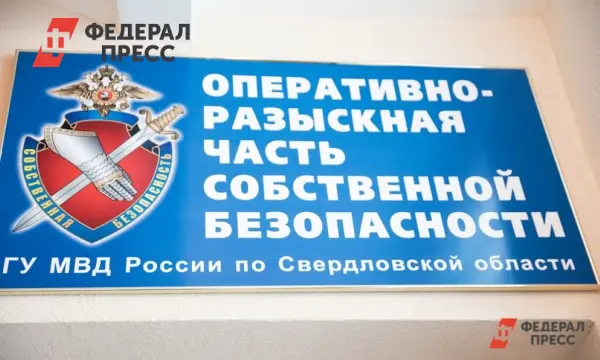 ФЕДЕРАЛ
ПРЕСС
ОПЕРАТИВНО-
РАЗЫСКНАЯ
ЧАСТЬ
СОБСТВЕННОЙ
БЕЗОПАСНОСТИ
СОБСТВЕННАЯ БЕЗОПАСНОСТЬ
ГУ МВД России по Свердловской области
ФЕДЕРАЛ
ПРЕСС